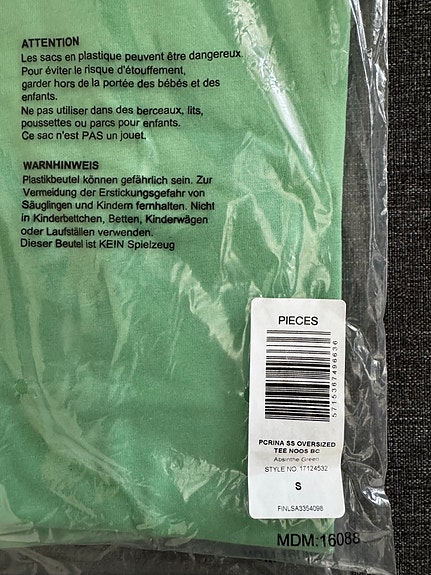 ATTENTION
Les sacs en plastique peuvent être dangereux.
Pour éviter le risque d'étouffement,
garder hors de la portée des bébés et des
enfants.
Ne pas utiliser dans des berceaux, lits,
poussettes ou parcs pour enfants.
Ce sac n'est PAS un jouet.
WARNHINWEIS
Plastikbeutel können gefährlich sein. Zur
Vermeidung der Erstickungsgefahr von
Säuglingen und Kindern fernhalten. Nicht
in Kinderbettchen, Betten, Kinderwägen
oder Laufställen verwenden.
Dieser Beutel ist KEIN Spielzeug
PIECES
5715367496636
PCRINA SS OVERSIZED
TEE NOOS BC
Absinthe Green
STYLE NO. 17124532
S
FINLSA3354098
MDM:16088